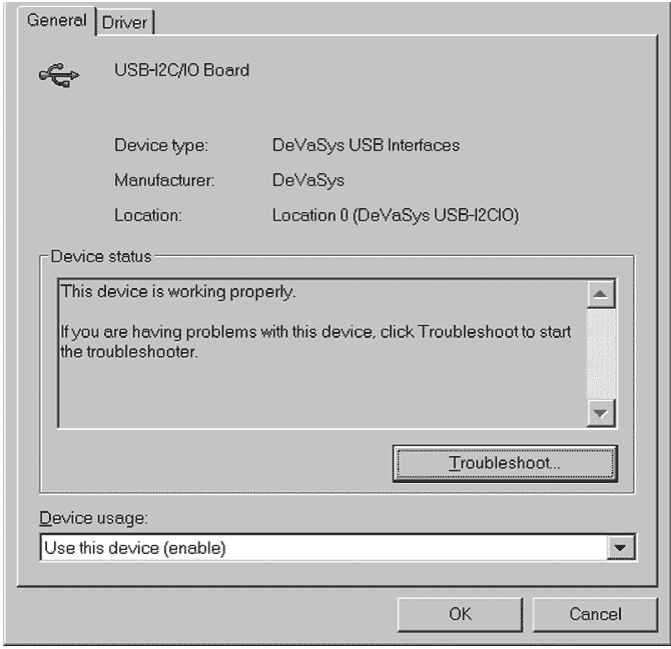 General Driver
USB-I2C/IO Board
Device type: DeVaSys USB Interfaces
Manufacturer: DeVaSys
Location: Location 0 (DeVaSys USB-I2CIO)
Device status
This device is working properly.
If you are having problems with this device, click Troubleshoot to start
the troubleshooter.
Troubleshoot...
Device usage:
Use this device (enable)
OK Cancel